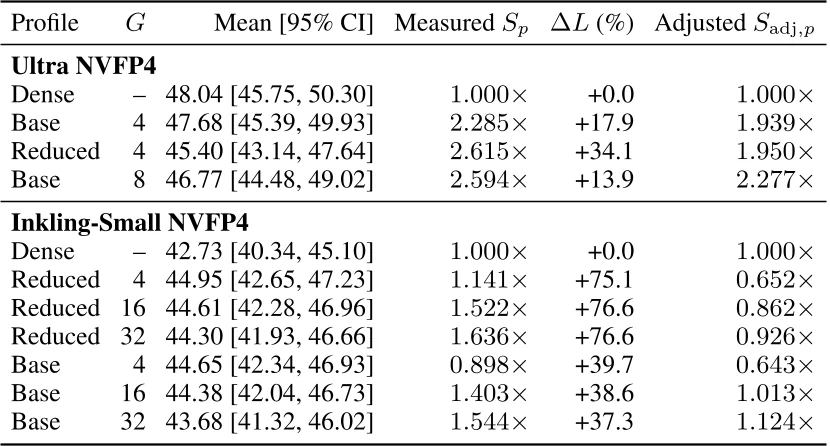 Profile G Mean [95% CI] Measured Sₚ ΔL (%) Adjusted S_adj,p
Ultra NVFP4
Dense – 48.04 [45.75, 50.30] 1.000× +0.0 1.000×
Base 4 47.68 [45.39, 49.93] 2.285× +17.9 1.939×
Reduced 4 45.40 [43.14, 47.64] 2.615× +34.1 1.950×
Base 8 46.77 [44.48, 49.02] 2.594× +13.9 2.277×
Inkling-Small NVFP4
Dense – 42.73 [40.34, 45.10] 1.000× +0.0 1.000×
Reduced 4 44.95 [42.65, 47.23] 1.141× +75.1 0.652×
Reduced 16 44.61 [42.28, 46.96] 1.522× +76.6 0.862×
Reduced 32 44.30 [41.93, 46.66] 1.636× +76.6 0.926×
Base 4 44.65 [42.34, 46.93] 0.898× +39.7 0.643×
Base 16 44.38 [42.04, 46.73] 1.403× +38.6 1.013×
Base 32 43.68 [41.32, 46.02] 1.544× +37.3 1.124×